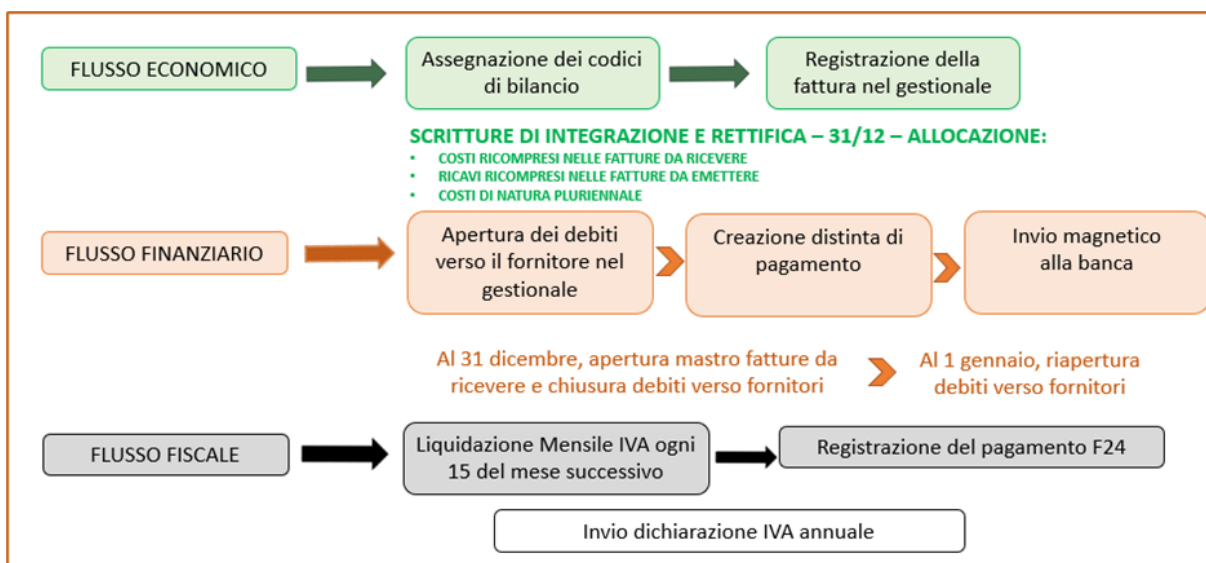 FLUSSO ECONOMICO
Assegnazione dei codici
di bilancio
Registrazione della
fattura nel gestionale
SCRITTURE DI INTEGRAZIONE E RETTIFICA – 31/12 – ALLOCAZIONE:
• COSTI RICOMPRESI NELLE FATTURE DA RICEVERE
• RICAVI RICOMPRESI NELLE FATTURE DA EMETTERE
• COSTI DI NATURA PLURIENNALE
FLUSSO FINANZIARIO
Apertura dei debiti
verso il fornitore nel
gestionale
Creazione distinta di
pagamento
Invio magnetico
alla banca
Al 31 dicembre, apertura mastro fatture da
ricevere e chiusura debiti verso fornitori
Al 1 gennaio, riapertura
debiti verso fornitori
FLUSSO FISCALE
Liquidazione Mensile IVA ogni
15 del mese successivo
Registrazione del pagamento F24
Invio dichiarazione IVA annuale